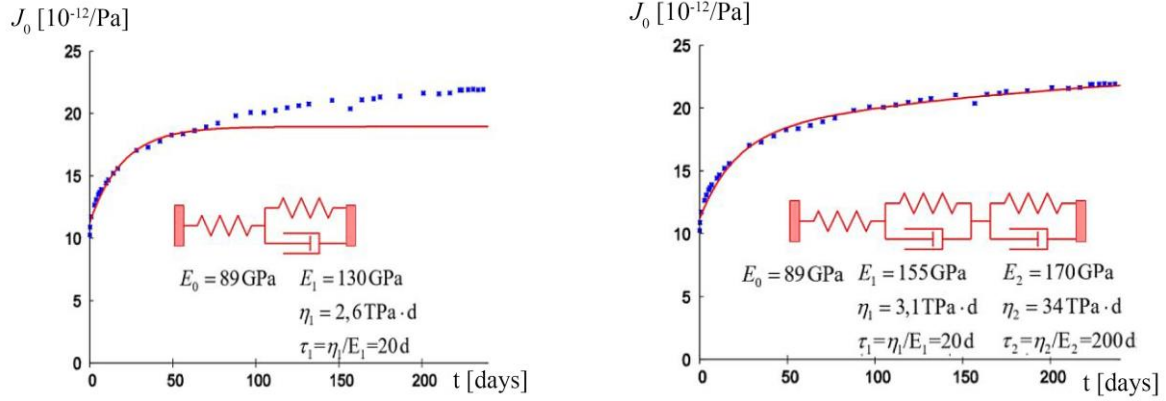 J₀ [10⁻¹²/Pa]
25
20
15
10
5
0
E₀ = 89 GPa
E₁ = 130 GPa
η₁ = 2,6 TPa · d
τ₁=η₁/E₁=20 d
0
50
100
150
200
t [days]
J₀ [10⁻¹²/Pa]
25
20
15
10
5
0
E₀ = 89 GPa
E₁ = 155 GPa
E₂ = 170 GPa
η₁ = 3,1 TPa · d
η₂ = 34 TPa · d
τ₁=η₁/E₁=20 d
τ₂=η₂/E₂=200 d
0
50
100
150
200
t [days]